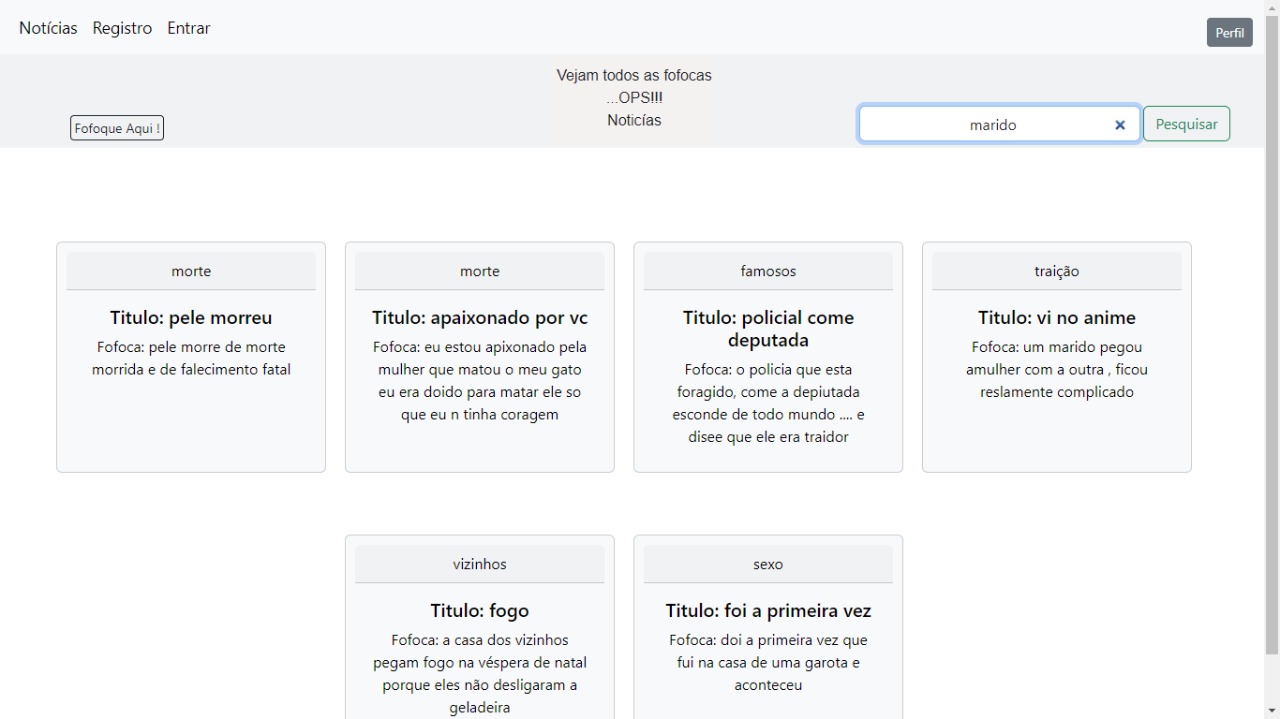 Notícias Registro Entrar
Perfil
Vejam todos as fofocas
...OPS!!!
Noticías
Fofoque Aqui !
marido
Pesquisar
morte
Titulo: pele morreu
Fofoca: pele morre de morte
morrida e de falecimento fatal
morte
Titulo: apaixonado por vc
Fofoca: eu estou apixonado pela
mulher que matou o meu gato
eu era doido para matar ele so
que eu n tinha coragem
famosos
Titulo: policial come
deputada
Fofoca: o policia que esta
foragido, come a depiutada
esconde de todo mundo .... e
disee que ele era traidor
traição
Titulo: vi no anime
Fofoca: um marido pegou
amulher com a outra , ficou
reslamente complicado
vizinhos
Titulo: fogo
Fofoca: a casa dos vizinhos
pegam fogo na véspera de natal
porque eles não desligaram a
geladeira
sexo
Titulo: foi a primeira vez
Fofoca: doi a primeira vez que
fui na casa de uma garota e
aconteceu